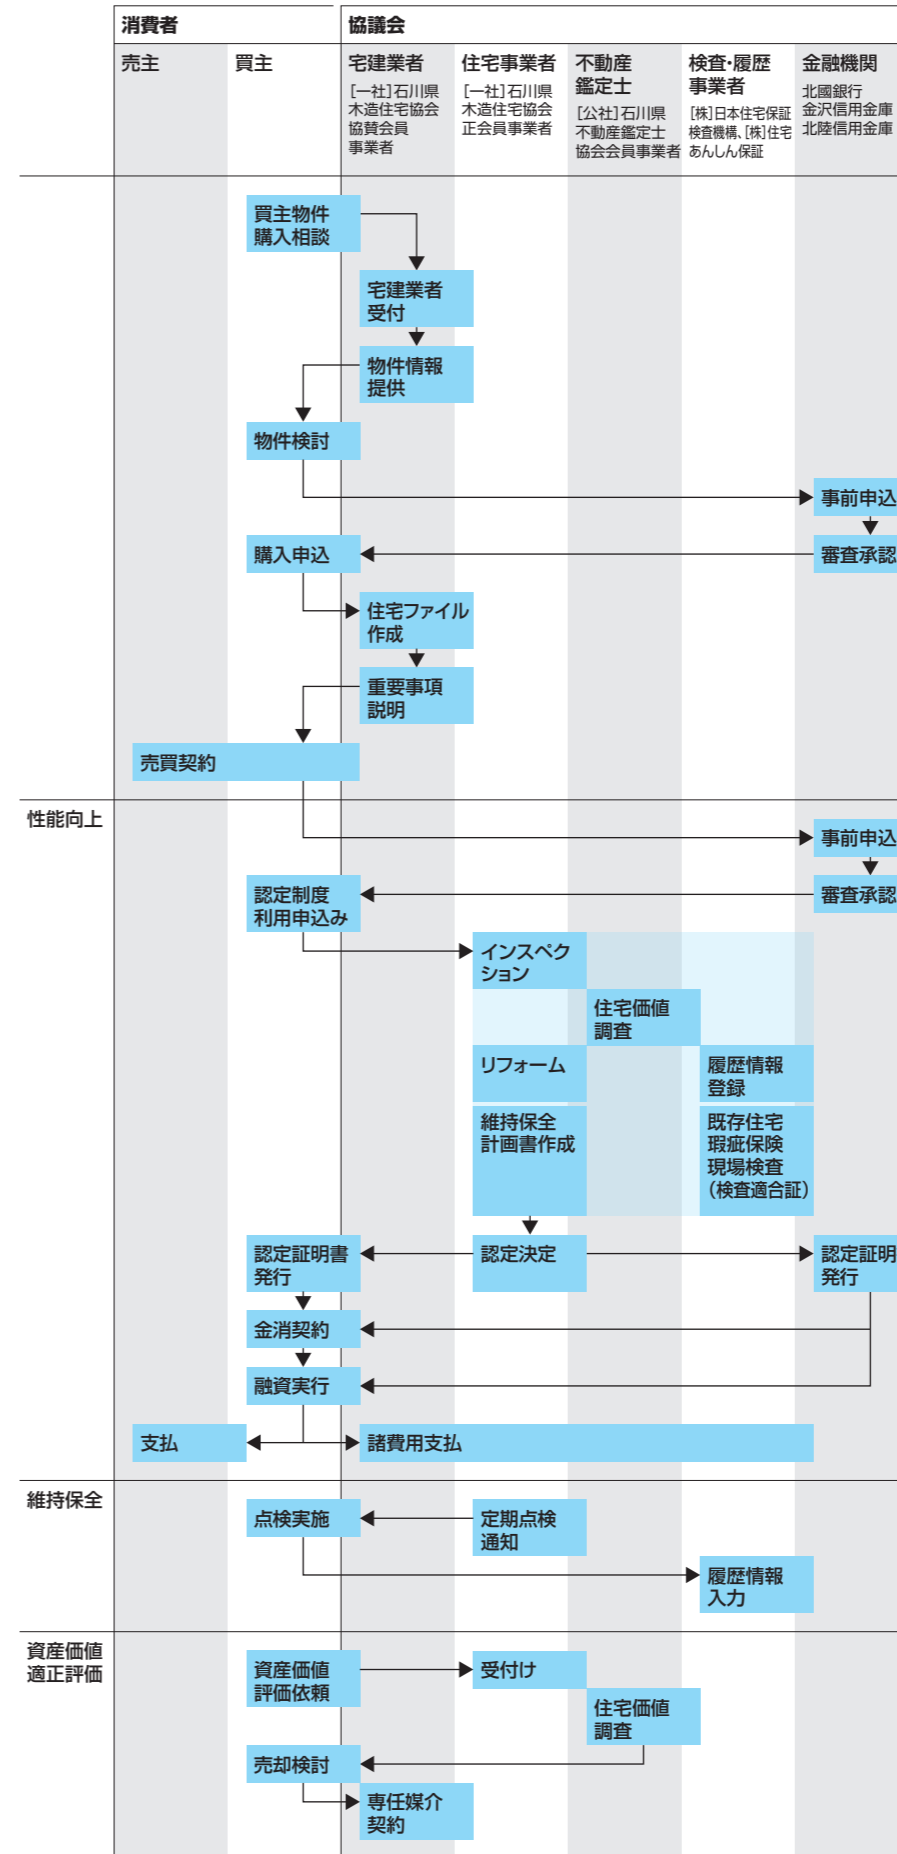 消費者
協議会
売主
買主
宅建業者
[一社]石川県
木造住宅協会
協賛会員
事業者
住宅事業者
[一社]石川県
木造住宅協会
正会員事業者
不動産
鑑定士
[公社]石川県
不動産鑑定士
協会会員事業者
検査・履歴
事業者
[株]日本住宅保証
検査機構、[株]住宅
あんしん保証
金融機関
北國銀行
金沢信用金庫
北陸信用金庫
買主物件
購入相談
宅建業者
受付
物件情報
提供
物件検討
事前申込
審査承認
購入申込
住宅ファイル
作成
重要事項
説明
売買契約
性能向上
事前申込
審査承認
認定制度
利用申込み
インスペク
ション
住宅価値
調査
リフォーム
履歴情報
登録
維持保全
計画書作成
既存住宅
瑕疵保険
現場検査
(検査適合証)
認定証明書
発行
認定決定
認定証明
発行
金消契約
融資実行
支払
諸費用支払
維持保全
点検実施
定期点検
通知
履歴情報
入力
資産価値
適正評価
資産価値
評価依頼
受付け
住宅価値
調査
売却検討
専任媒介
契約